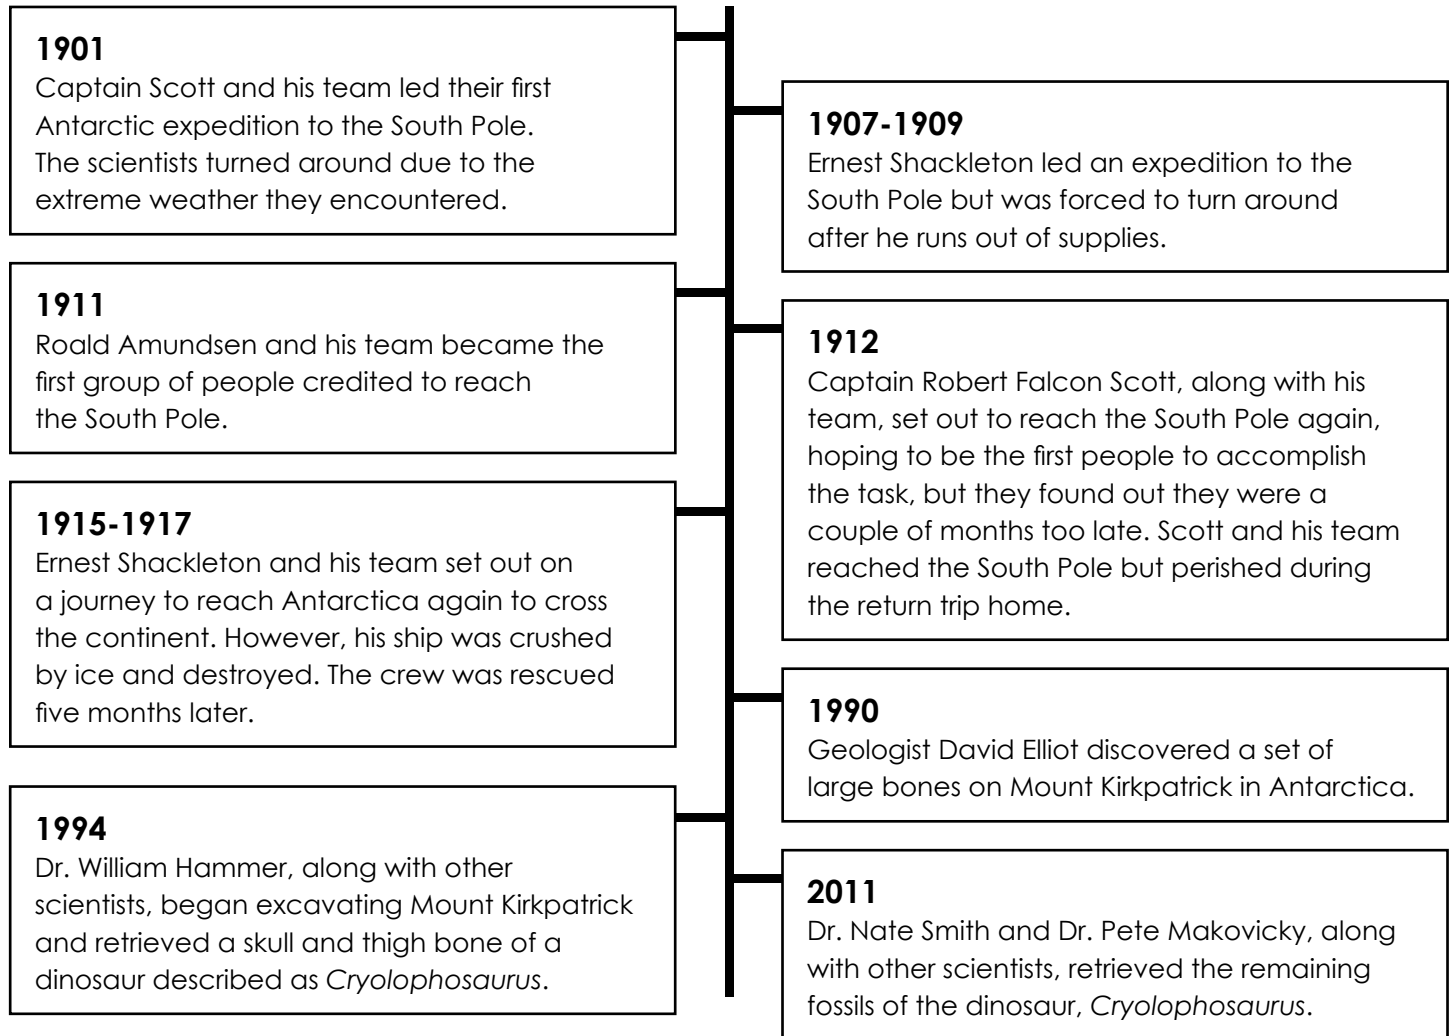 1901
Captain Scott and his team led their first
Antarctic expedition to the South Pole.
The scientists turned around due to the
extreme weather they encountered.
1907-1909
Ernest Shackleton led an expedition to the
South Pole but was forced to turn around
after he runs out of supplies.
1911
Roald Amundsen and his team became the
first group of people credited to reach
the South Pole.
1912
Captain Robert Falcon Scott, along with his
team, set out to reach the South Pole again,
hoping to be the first people to accomplish
the task, but they found out they were a
couple of months too late. Scott and his team
reached the South Pole but perished during
the return trip home.
1915-1917
Ernest Shackleton and his team set out on
a journey to reach Antarctica again to cross
the continent. However, his ship was crushed
by ice and destroyed. The crew was rescued
five months later.
1990
Geologist David Elliot discovered a set of
large bones on Mount Kirkpatrick in Antarctica.
1994
Dr. William Hammer, along with other
scientists, began excavating Mount Kirkpatrick
and retrieved a skull and thigh bone of a
dinosaur described as Cryolophosaurus.
2011
Dr. Nate Smith and Dr. Pete Makovicky, along
with other scientists, retrieved the remaining
fossils of the dinosaur, Cryolophosaurus.